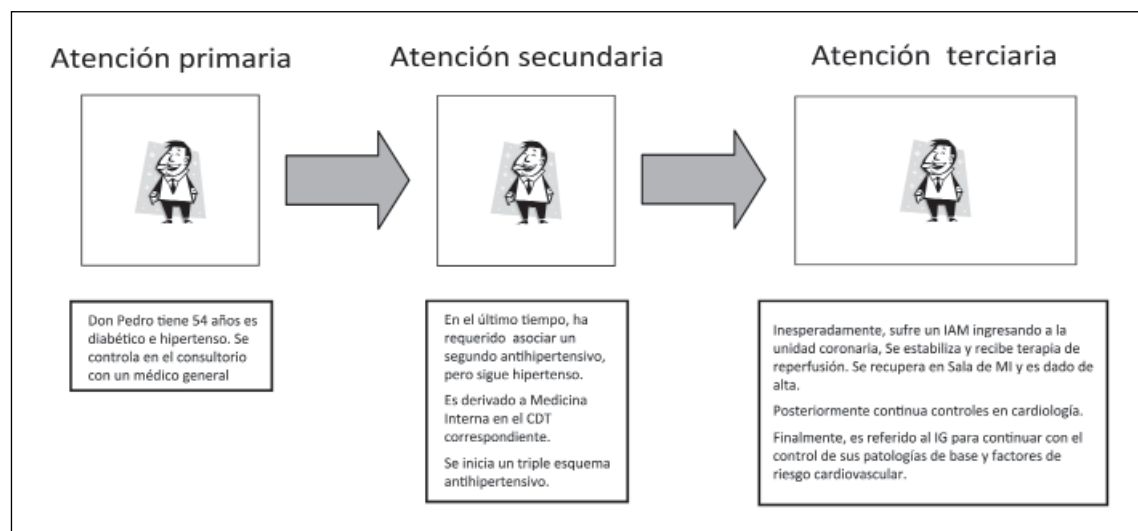 Atención primaria
Atención secundaria
Atención terciaria
Don Pedro tiene 54 años es
diabético e hipertenso. Se
controla en el consultorio
con un médico general
En el último tiempo, ha
requerido asociar un
segundo antihipertensivo,
pero sigue hipertenso.
Es derivado a Medicina
Interna en el CDT
correspondiente.
Se inicia un triple esquema
antihipertensivo.
Inesperadamente, sufre un IAM ingresando a la
unidad coronaria, Se estabiliza y recibe terapia de
reperfusión. Se recupera en Sala de MI y es dado de
alta.
Posteriormente continua controles en cardiología.
Finalmente, es referido al IG para continuar con el
control de sus patologías de base y factores de
riesgo cardiovascular.